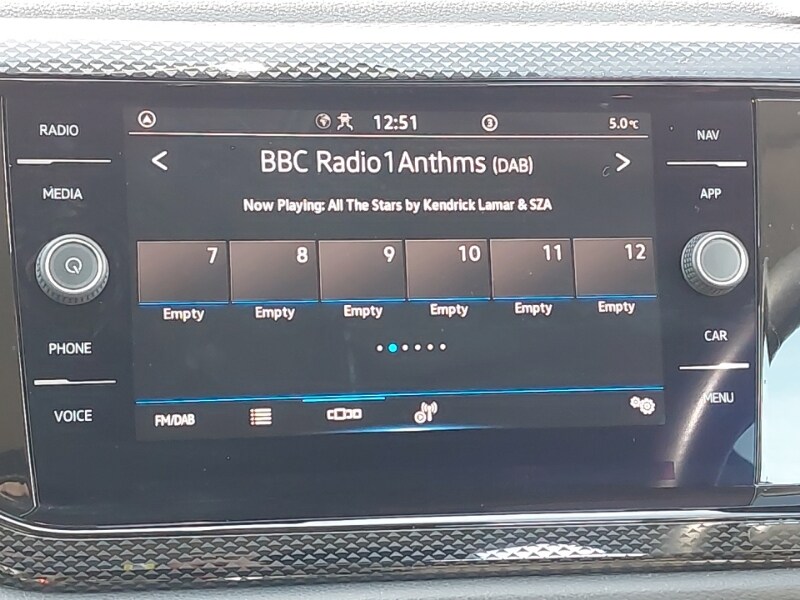 RADIO
MEDIA
PHONE
VOICE
12:51
3
5.0°C
< BBC Radio1Anthms (DAB) >
Now Playing: All The Stars by Kendrick Lamar & SZA
7 8 9 10 11 12
Empty Empty Empty Empty Empty Empty
FM/DAB
NAV
APP
CAR
MENU